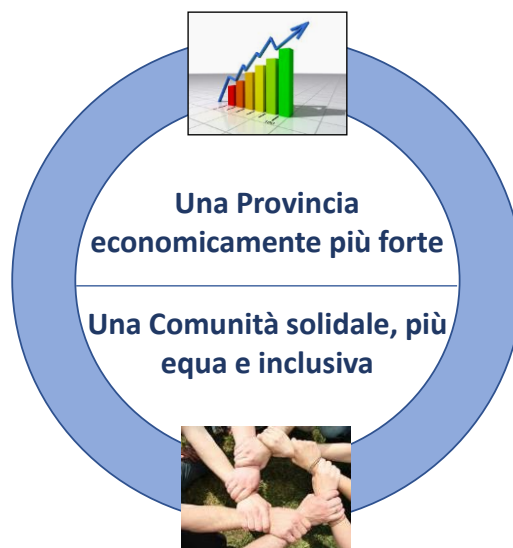 Una Provincia
economicamente più forte
Una Comunità solidale, più
equa e inclusiva